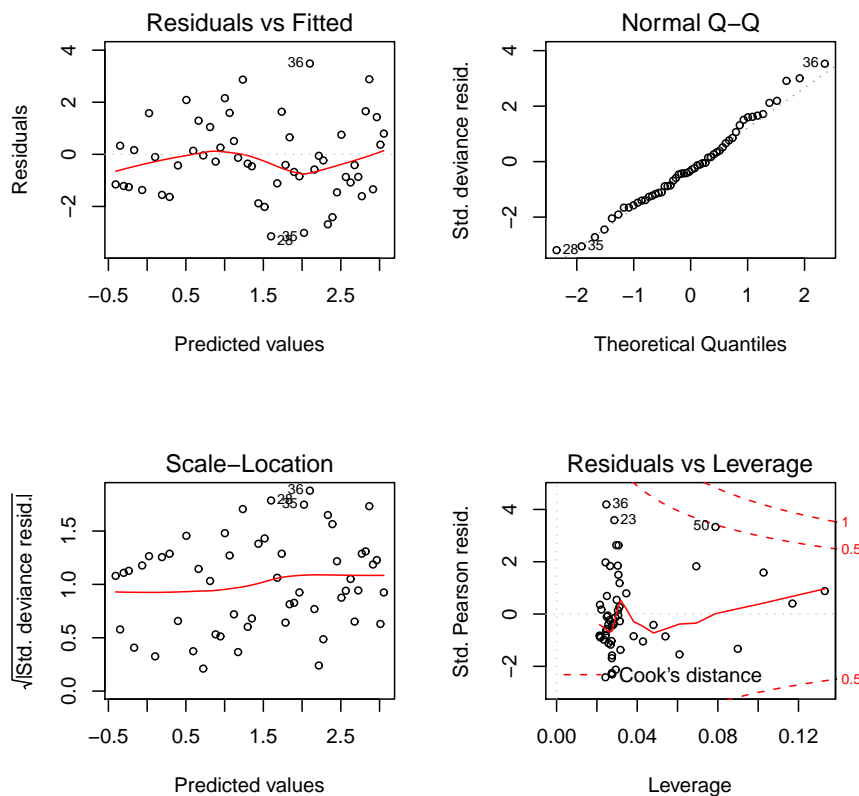 Residuals vs Fitted
Residuals
4
2
0
−2
36
28
35
−0.5 0.5 1.5 2.5
Predicted values
Normal Q−Q
Std. deviance resid.
4
2
0
−2
36
28
35
−2 −1 0 1 2
Theoretical Quantiles
Scale−Location
√|Std. deviance resid.|
1.5
1.0
0.5
0.0
36
28
35
−0.5 0.5 1.5 2.5
Predicted values
Residuals vs Leverage
Std. Pearson resid.
4
2
0
−2
36
23
50
1
0.5
0.5
Cook's distance
0.00 0.04 0.08 0.12
Leverage